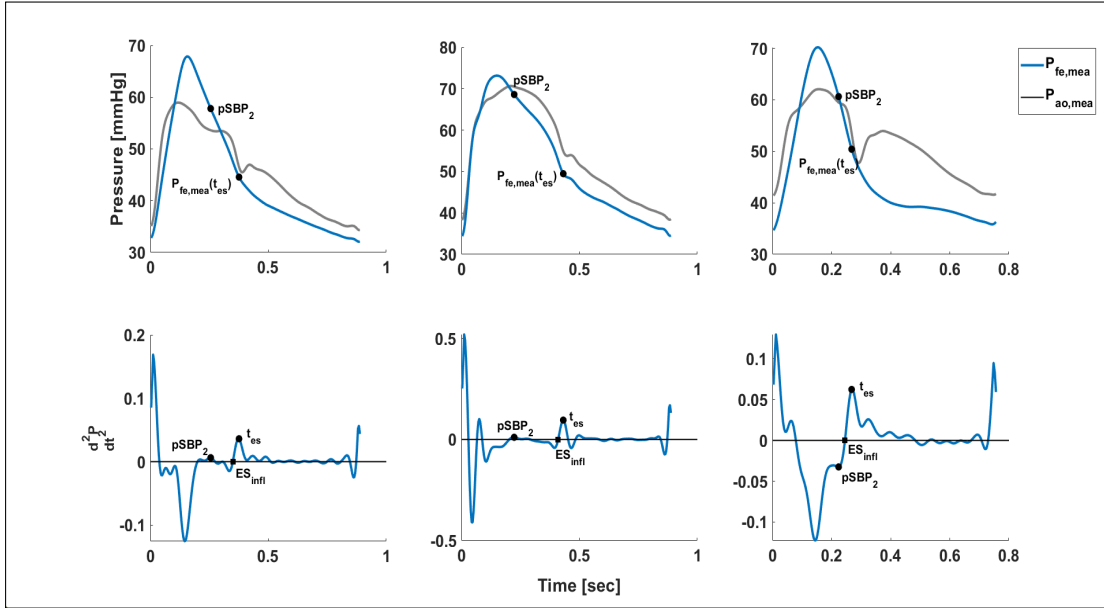 Pressure [mmHg]
70
60
50
40
30
0
0.5
1
pSBP2
Pfe,mea(tes)
80
70
60
50
40
30
0
0.5
1
pSBP2
Pfe,mea(tes)
70
60
50
40
30
0
0.2
0.4
0.6
0.8
pSBP2
Pfe,mea(tes)
Pfe,mea
Pao,mea
d2P
dt2
0.2
0.1
0
-0.1
0
0.5
1
pSBP2
tes
ESinfl
0.5
0
-0.5
0
0.5
1
pSBP2
tes
ESinfl
0.1
0.05
0
-0.05
-0.1
0
0.2
0.4
0.6
0.8
tes
ESinfl
pSBP2
Time [sec]